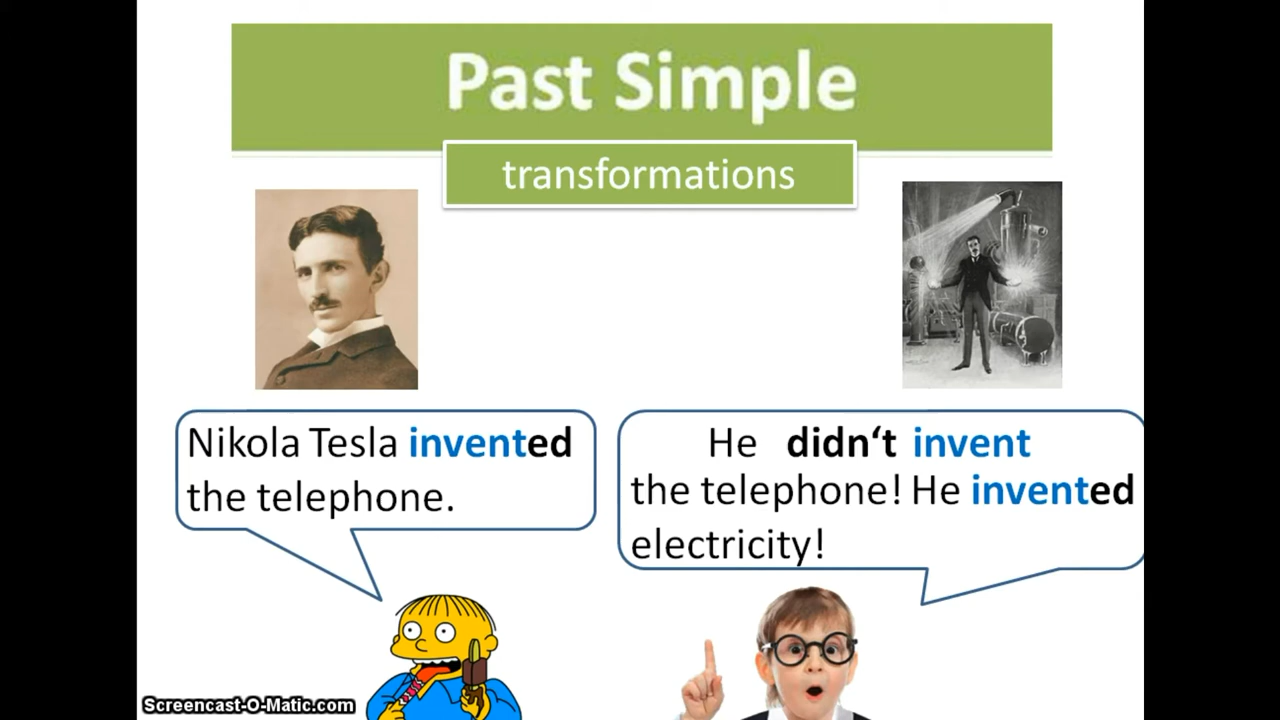 Past Simple
transformations
Nikola Tesla invented
the telephone.
He didn‘t invent
the telephone! He invented
electricity!
Screencast-O-Matic.com